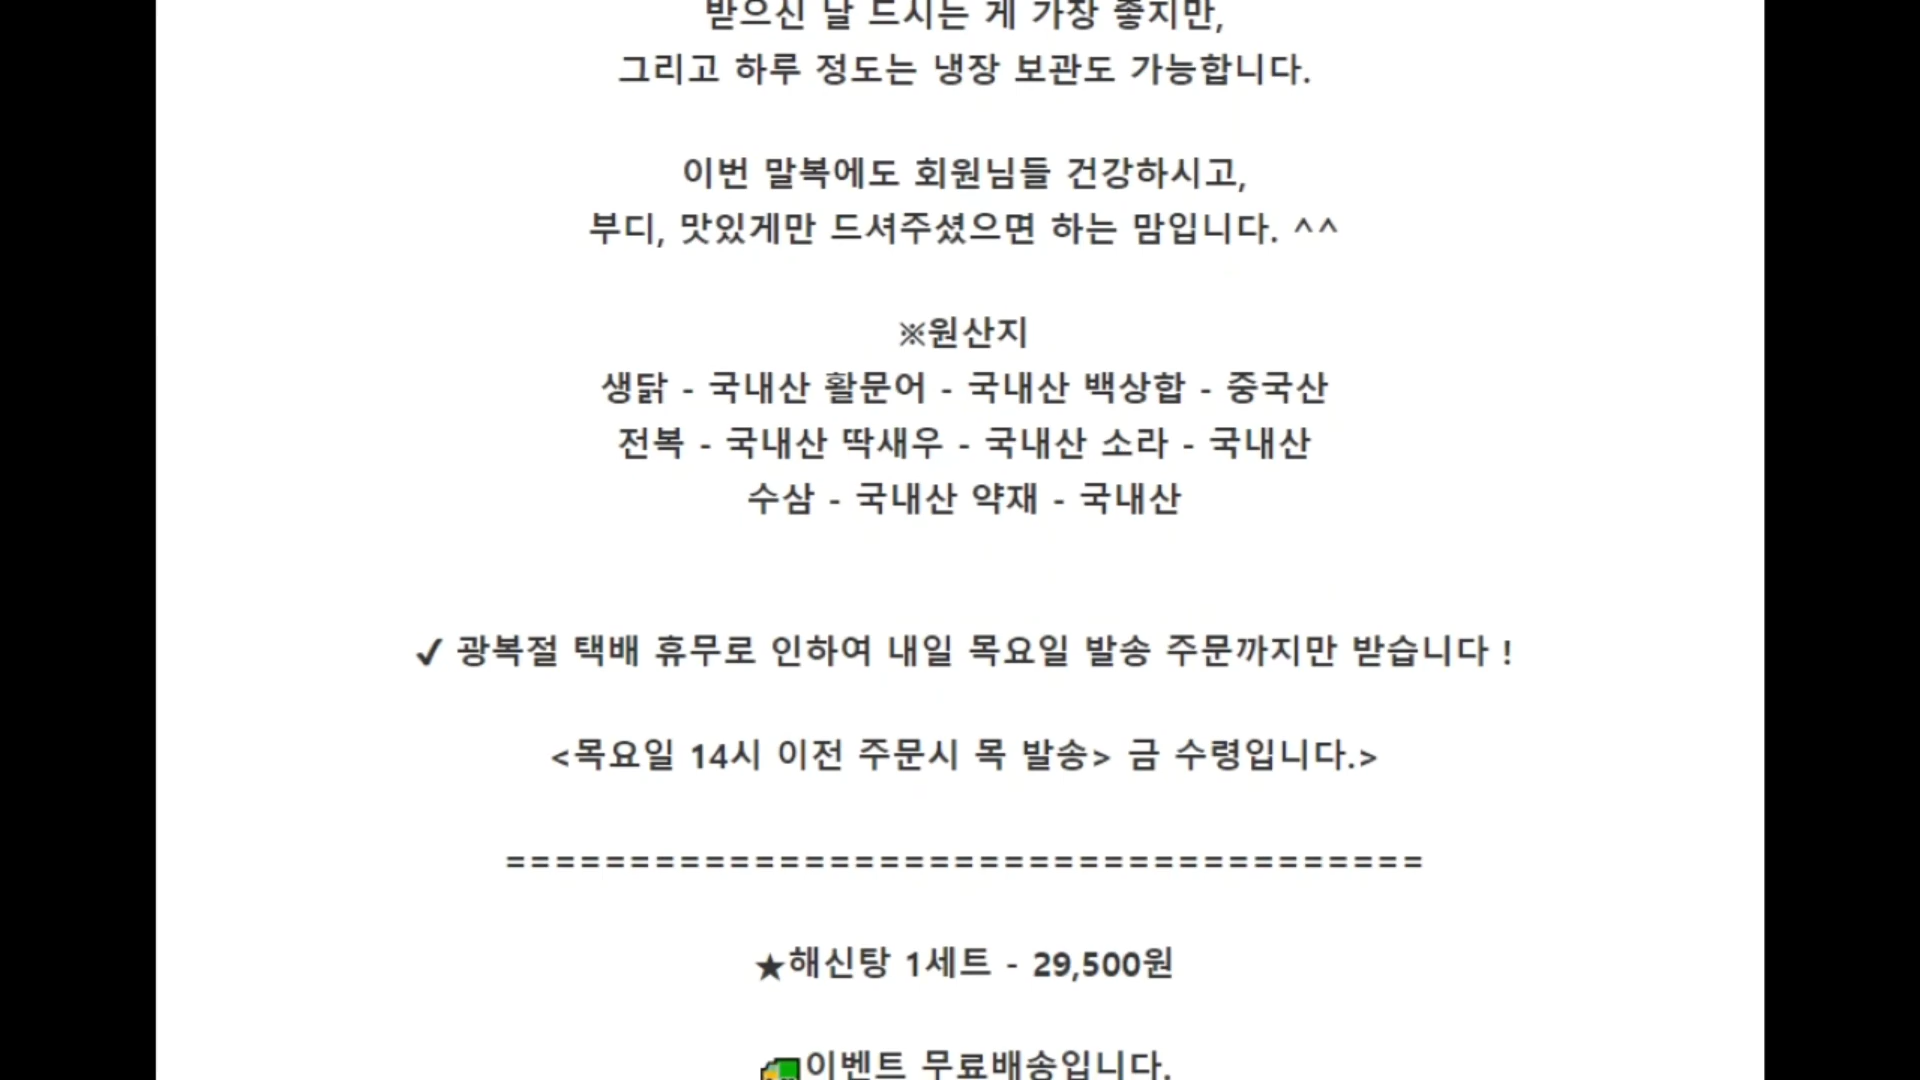 받으신 날 드시는 게 가장 좋지만,
그리고 하루 정도는 냉장 보관도 가능합니다.
이번 말복에도 회원님들 건강하시고,
부디, 맛있게만 드셔주셨으면 하는 맘입니다. ^^
※원산지
생닭 - 국내산 활문어 - 국내산 백상합 - 중국산
전복 - 국내산 딱새우 - 국내산 소라 - 국내산
수삼 - 국내산 약재 - 국내산
✔ 광복절 택배 휴무로 인하여 내일 목요일 발송 주문까지만 받습니다 !
<목요일 14시 이전 주문시 목 발송> 금 수령입니다.>
=====================================
★해신탕 1세트 - 29,500원
이벤트 무료배송입니다.